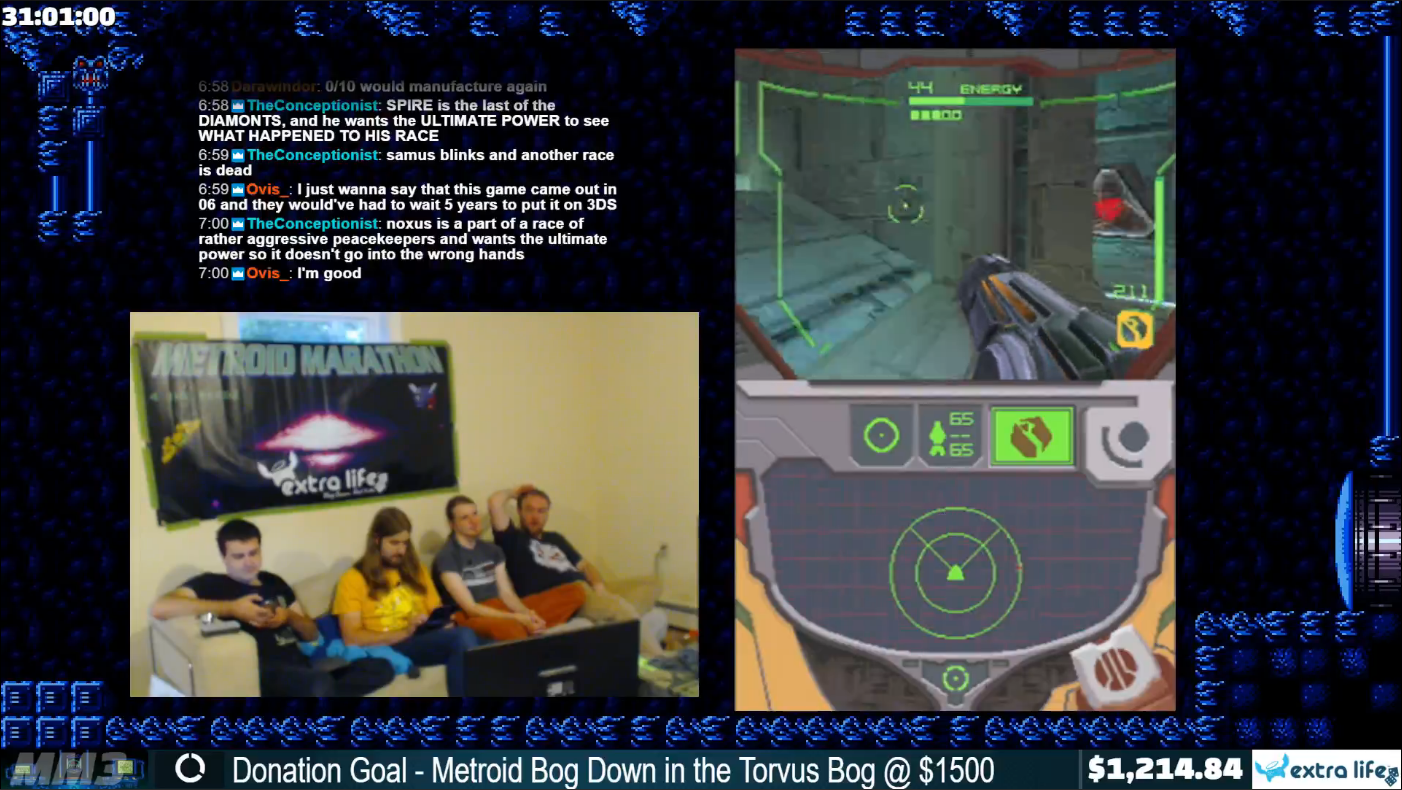 31:01:00
6:58 Darawindor: 0/10 would manufacture again
6:58 TheConceptionist: SPIRE is the last of the
DIAMONTS, and he wants the ULTIMATE POWER to see
WHAT HAPPENED TO HIS RACE
6:59 TheConceptionist: samus blinks and another race
is dead
6:59 Ovis_: I just wanna say that this game came out in
06 and they would've had to wait 5 years to put it on 3DS
7:00 TheConceptionist: noxus is a part of a race of
rather aggressive peacekeepers and wants the ultimate
power so it doesn't go into the wrong hands
7:00 Ovis_: I'm good
44 ENERGY
211
65
--
65
METROID MARATHON
extra life
MM3
Donation Goal - Metroid Bog Down in the Torvus Bog @ $1500
$1,214.84
extra life